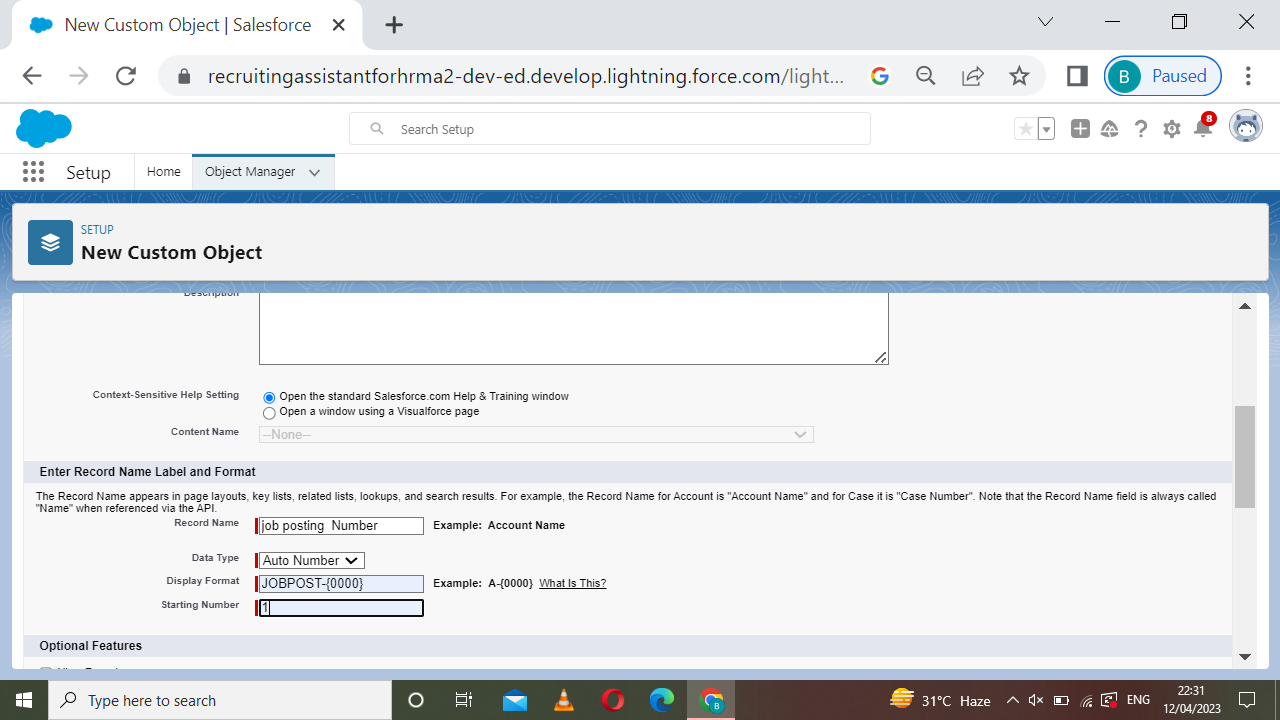 New Custom Object | Salesforce
recruitingassistantforhrma2-dev-ed.develop.lightning.force.com/light...
B Paused
Search Setup
8
Setup Home Object Manager
SETUP
New Custom Object
Description
Context-Sensitive Help Setting Open the standard Salesforce.com Help & Training window
Open a window using a Visualforce page
Content Name --None--
Enter Record Name Label and Format
The Record Name appears in page layouts, key lists, related lists, lookups, and search results. For example, the Record Name for Account is "Account Name" and for Case it is "Case Number". Note that the Record Name field is always called
"Name" when referenced via the API.
Record Name job posting  Number Example: Account Name
Data Type Auto Number
Display Format JOBPOST-{0000} Example: A-{0000} What Is This?
Starting Number 1
Optional Features
Type here to search
31°C Haze
ENG
22:31
12/04/2023